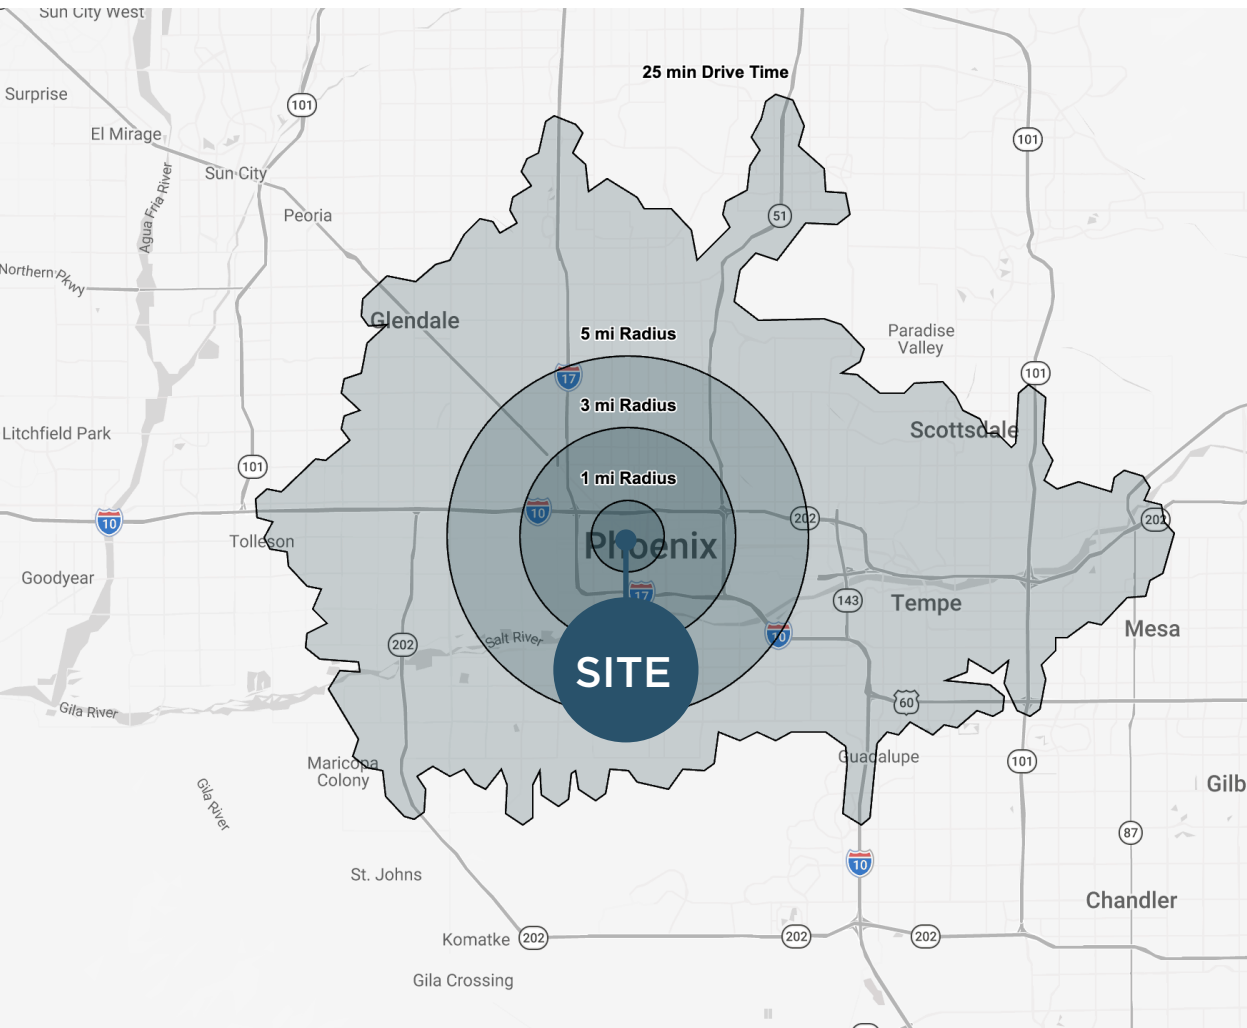 Sun City West
101
25 min Drive Time
Surprise
El Mirage
101
Sun City
Agua Fria River
Peoria
51
Northern Pkwy
Glendale
5 mi Radius
Paradise
Valley
17
101
3 mi Radius
Litchfield Park
Scottsdale
101
1 mi Radius
10
10
202
202
Tolleson
Phoenix
Goodyear
17
143
Tempe
Mesa
202
Salt River
10
SITE
60
Gila River
Maricopa
Colony
Guadalupe
101
Gilb
Gila River
87
10
St. Johns
Chandler
Komatke
202
202
202
Gila Crossing